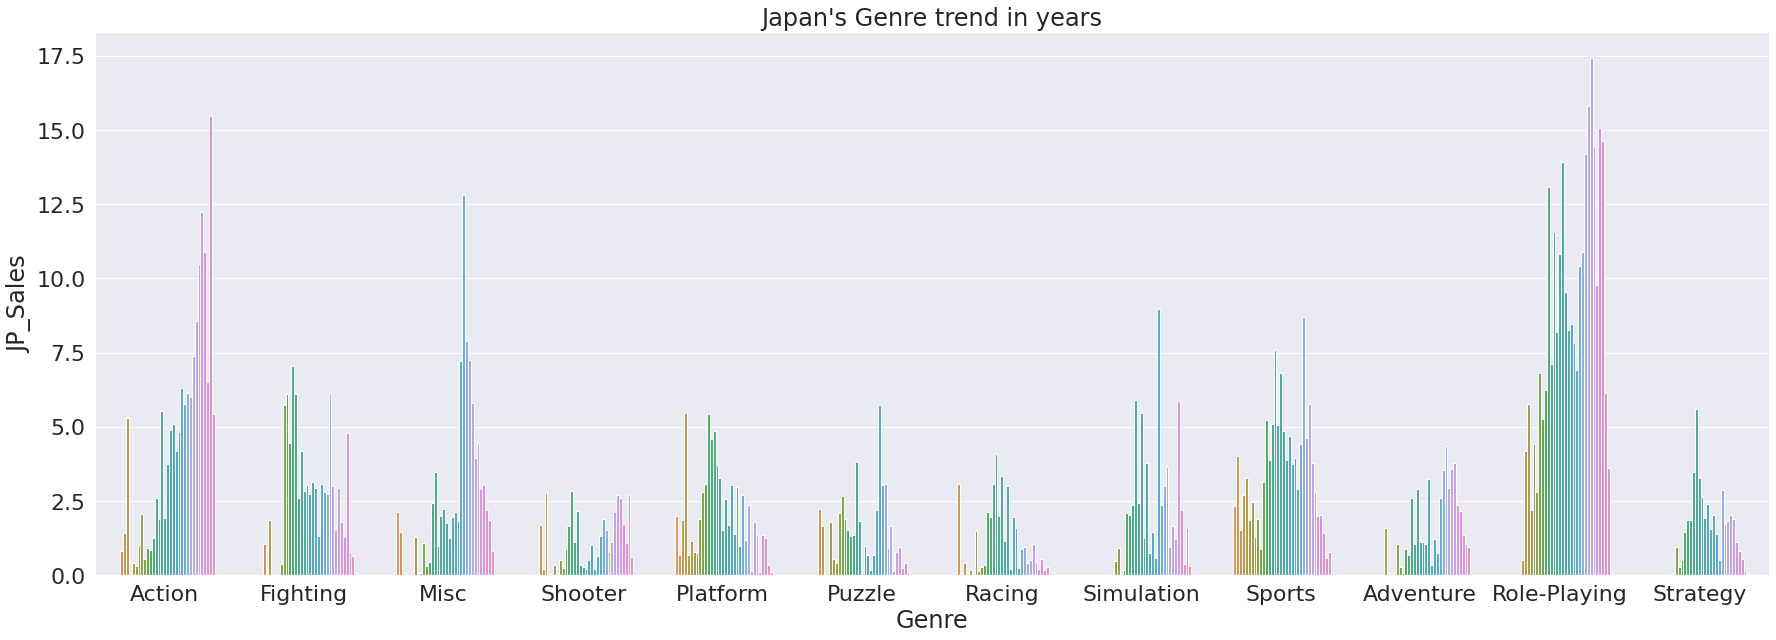 Japan's Genre trend in years
JP_Sales
17.5
15.0
12.5
10.0
7.5
5.0
2.5
0.0
Action Fighting Misc Shooter Platform Puzzle Racing Simulation Sports Adventure Role-Playing Strategy
Genre